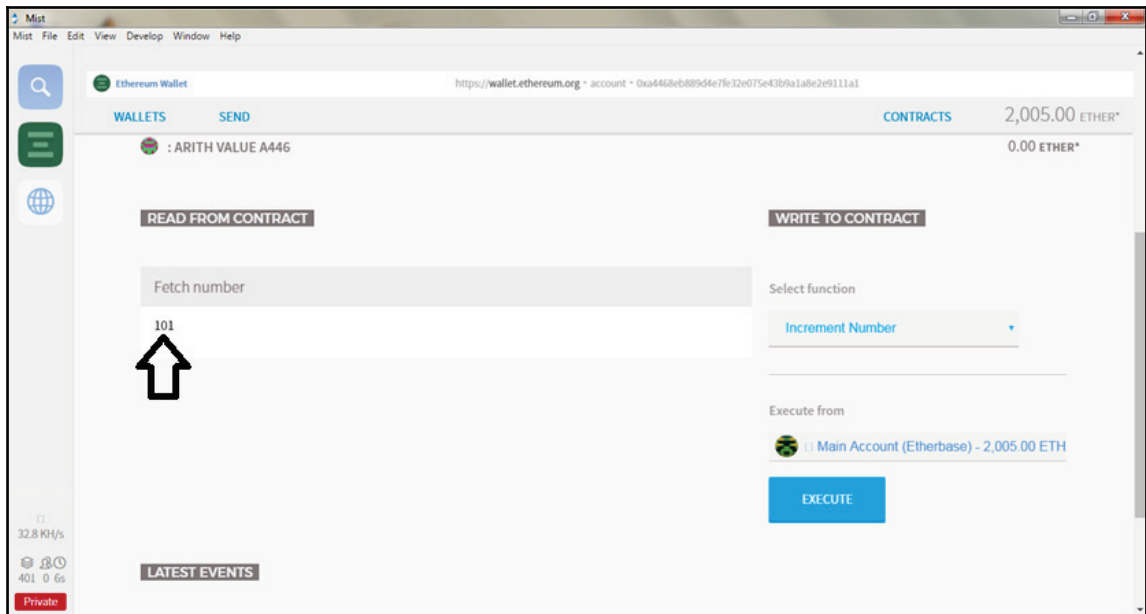 Mist
Mist File Edit View Develop Window Help
Ethereum Wallet https://wallet.ethereum.org • account • 0xa4468eb889d4e7fe32e075e43b9a1a8e2e9111a1
WALLETS SEND CONTRACTS 2,005.00 ETHER*
: ARITH VALUE A446 0.00 ETHER*
READ FROM CONTRACT WRITE TO CONTRACT
Fetch number
Select function
101
Increment Number
Execute from
Main Account (Etherbase) - 2,005.00 ETH
EXECUTE
32.8 KH/s
401 0 6s
LATEST EVENTS
Private